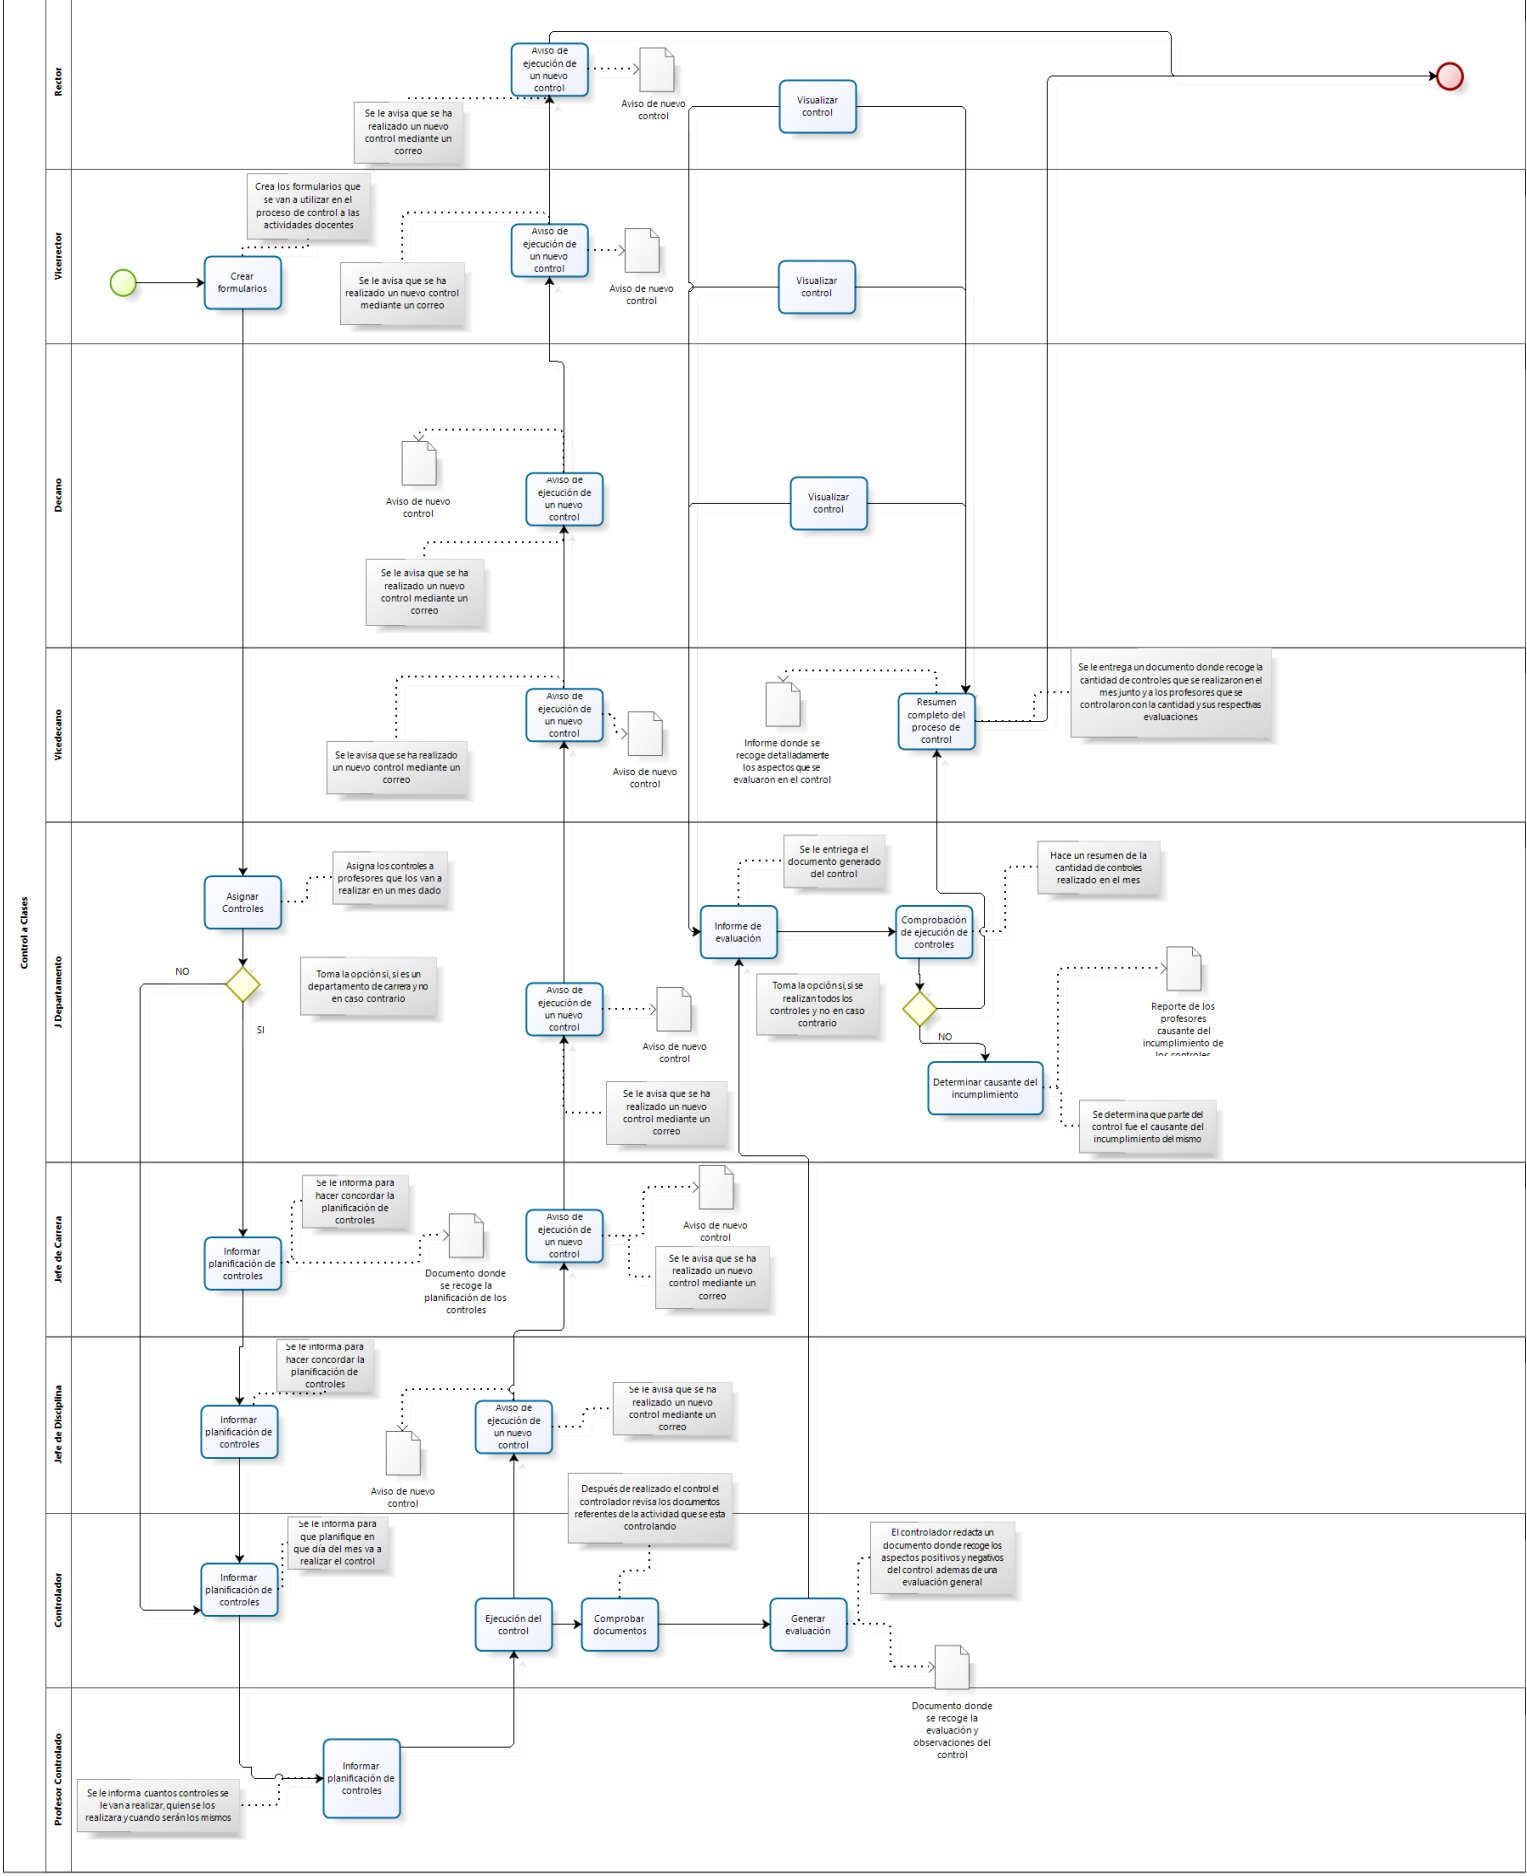 Control a Clases
Rector
Aviso de
ejecución de
un nuevo
control
Aviso de nuevo
control
Se le avisa que se ha
realizado un nuevo
control mediante un
correo
Visualizar
control
Vicerrector
Crea los formularios que
se van a utilizar en el
proceso de control a las
actividades docentes
Crear
formularios
Se le avisa que se ha
realizado un nuevo control
mediante un correo
Aviso de
ejecución de
un nuevo
control
Aviso de nuevo
control
Visualizar
control
Decano
Aviso de nuevo
control
Aviso de
ejecución de
un nuevo
control
Se le avisa que se ha
realizado un nuevo
control mediante un
correo
Visualizar
control
Vicedecano
Se le avisa que se ha realizado
un nuevo control mediante un
correo
Aviso de
ejecución de
un nuevo
control
Aviso de nuevo
control
Informe donde se
recoge detalladamente
los aspectos que se
evaluaron en el control
Resumen
completo del
proceso de
control
Se le entrega un documento donde recoge la
cantidad de controles que se realizaron en el
mes junto y a los profesores que se
controlaron con la cantidad y sus respectivas
evaluaciones
J Departamento
Asignar
Controles
Asigna los controles a
profesores que los van a
realizar en un mes dado
NO
SI
Toma la opción si, si es un
departamento de carrera y no
en caso contrario
Aviso de
ejecución de
un nuevo
control
Aviso de nuevo
control
Se le avisa que se ha
realizado un nuevo
control mediante un
correo
Se le entriega el
documento generado
del control
Informe de
evaluación
Comprobación
de ejecución de
controles
Hace un resumen de la
cantidad de controles
realizado en el mes
Toma la opción si, si se
realizan todos los
controles y no en caso
contrario
NO
Determinar causante del
incumplimiento
Reporte de los
profesores
causante del
incumplimiento de
los controles
Se determina que parte del
control fue el causante del
incumplimiento del mismo
Jefe de Carrera
Se le informa para
hacer concordar la
planificación de
controles
Informar
planificación de
controles
Documento donde
se recoge la
planificación de los
controles
Aviso de
ejecución de
un nuevo
control
Aviso de nuevo
control
Se le avisa que se ha
realizado un nuevo
control mediante un
correo
Jefe de Disciplina
Se le informa para
hacer concordar la
planificación de
controles
Informar
planificación de
controles
Aviso de nuevo
control
Aviso de
ejecución de
un nuevo
control
Se le avisa que se ha
realizado un nuevo
control mediante un
correo
Controlador
Se le informa para
que planifique en
que día del mes va a
realizar el control
Informar
planificación de
controles
Después de realizado el control el
controlador revisa los documentos
referentes de la actividad que se esta
controlando
Ejecución del
control
Comprobar
documentos
Generar
evaluación
El controlador redacta un
documento donde recoge los
aspectos positivos y negativos
del control ademas de una
evaluación general
Documento donde
se recoge la
evaluación y
observaciones del
control
Profesor Controlado
Informar
planificación de
controles
Se le informa cuantos controles se
le van a realizar, quien se los
realizara y cuando serán los mismos